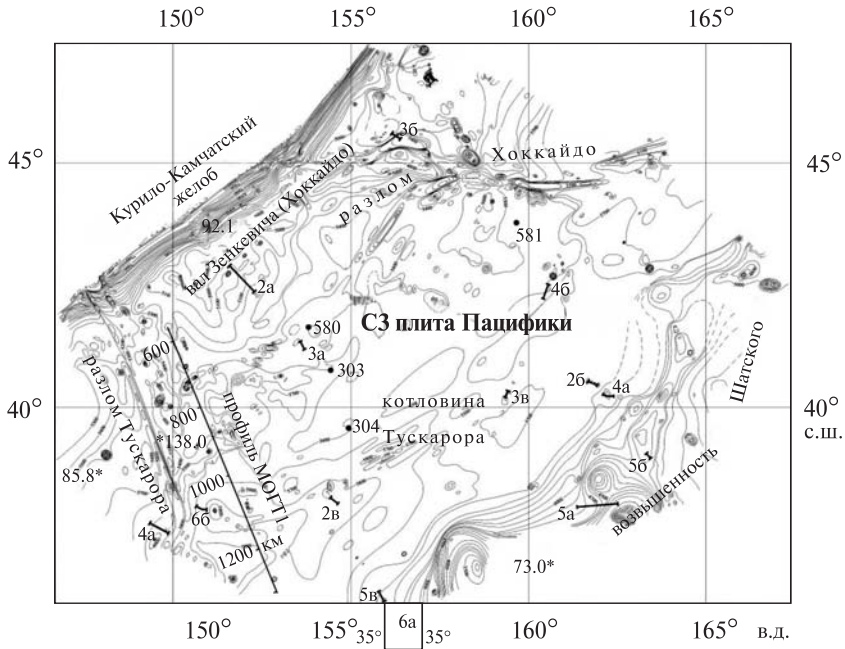 150° 155° 160° 165°
45° 45°
Курило-Камчатский
желоб
92.1
вал Зенкевича (Хоккайдо)
3б
Хоккайдо
разлом
581
2а
4б
580
СЗ плита Пацифики
3а
303
600
разлом Тускарора
профиль МОГТ1
Шатского
2б
4а
3в
40° котловина 40°
с.ш.
800
304
Тускарора
*138.0
85.8*
5б
возвышенность
1000
6б
2в
5а
4а
1200 км
73.0*
5в
6а
35° 35°
150° 155° 160° 165° в.д.